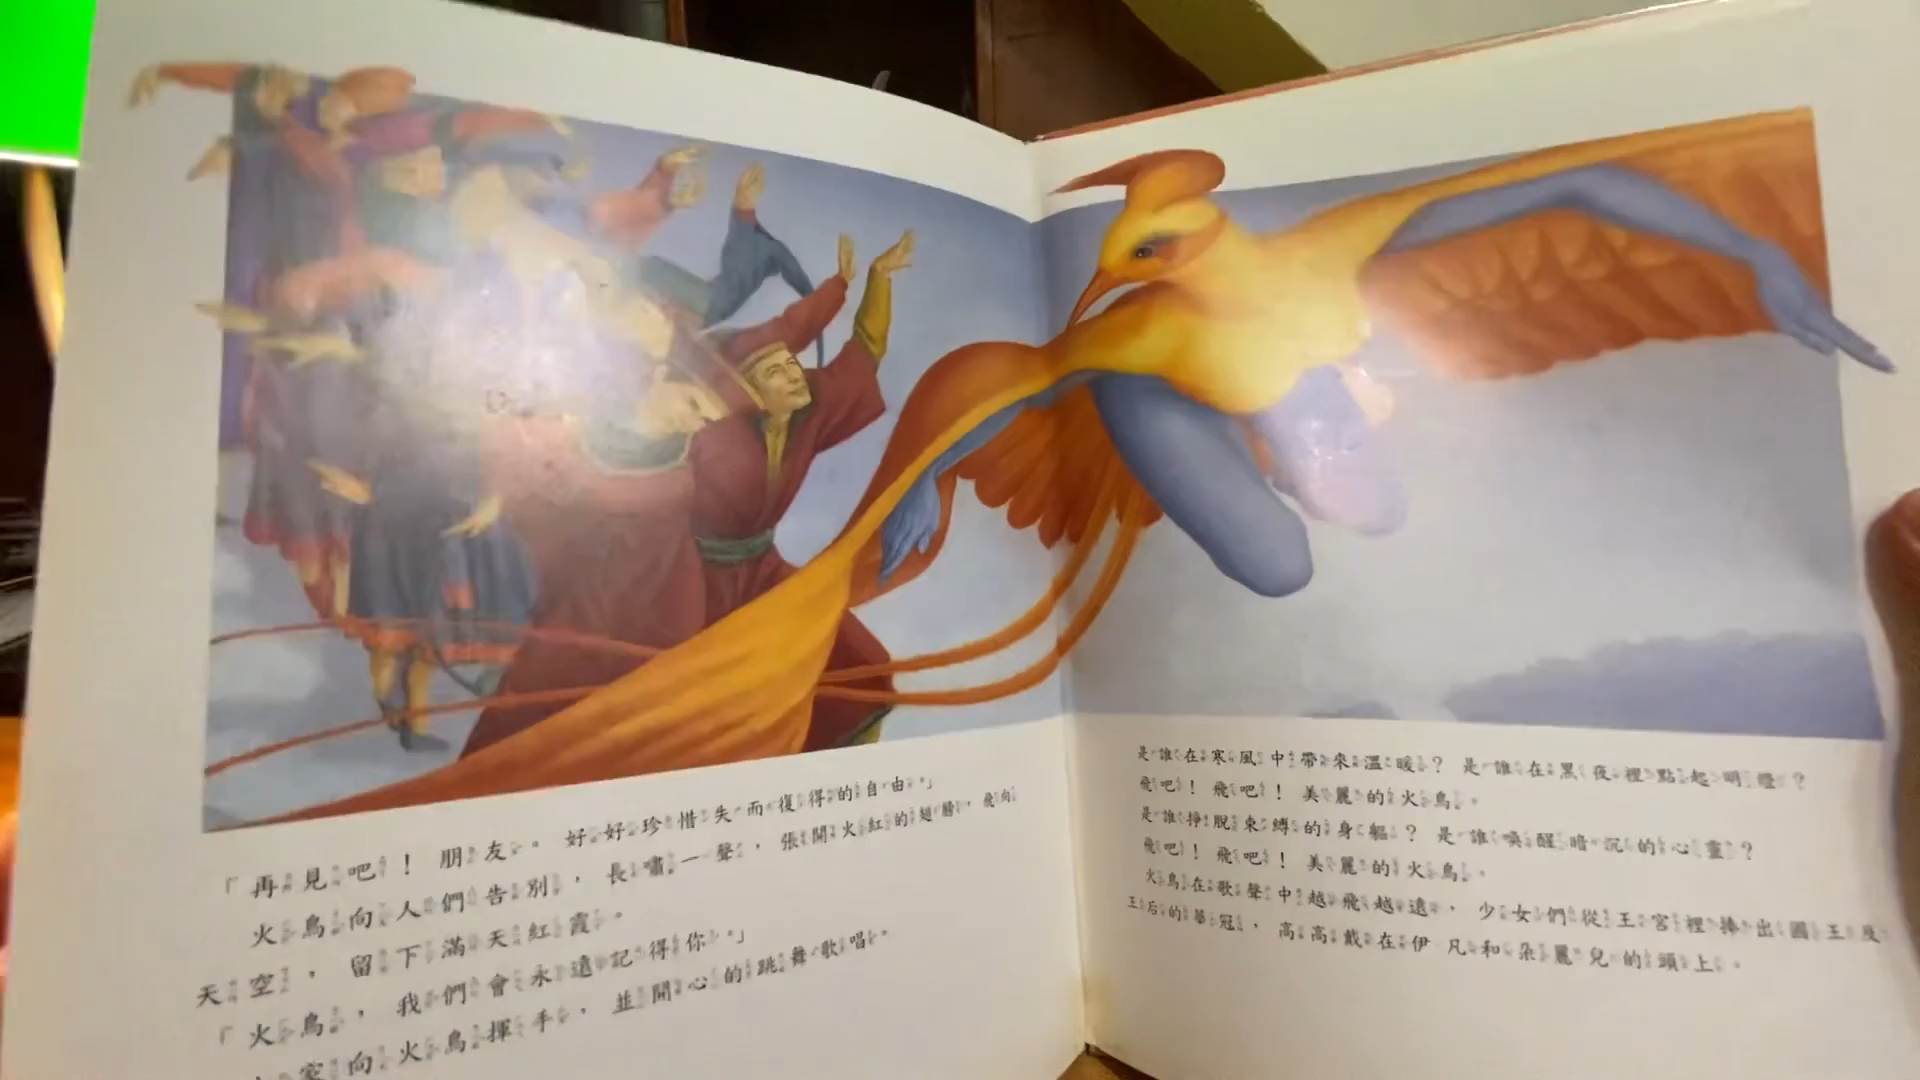 「再見吧！朋友。好好珍惜失而復得的自由。」
火鳥向人們告別，長嘯一聲，張開火紅的翅膀，飛向
天空，留下滿天紅霞。
「火鳥，我們會永遠記得你。」
家向火鳥揮手，並開心的跳舞歌唱。
是誰在寒風中帶來溫暖？是誰在黑夜裡點起明燈？
飛吧！飛吧！美麗的火鳥。
是誰掙脫束縛的身軀？是誰喚醒暗沉的心靈？
飛吧！飛吧！美麗的火鳥。
火鳥在歌聲中越飛越遠，少女們從王宮裡捧出國王及
王后的華冠，高高戴在伊凡和朵麗兒的頭上。